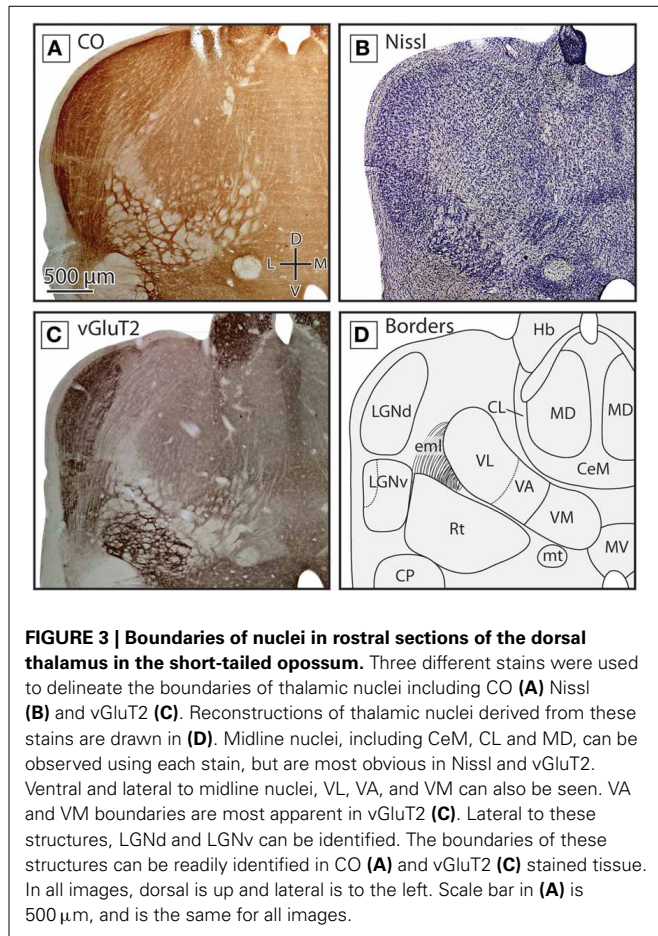 A CO
B Nissl
D
L M
V
500 µm
C vGluT2
D Borders
Hb
LGNd
CL
MD
MD
eml
VL
CeM
LGNv
VA
VM
Rt
mt
MV
CP
FIGURE 3 | Boundaries of nuclei in rostral sections of the dorsal
thalamus in the short-tailed opossum. Three different stains were used
to delineate the boundaries of thalamic nuclei including CO (A) Nissl
(B) and vGluT2 (C). Reconstructions of thalamic nuclei derived from these
stains are drawn in (D). Midline nuclei, including CeM, CL and MD, can be
observed using each stain, but are most obvious in Nissl and vGluT2.
Ventral and lateral to midline nuclei, VL, VA, and VM can also be seen. VA
and VM boundaries are most apparent in vGluT2 (C). Lateral to these
structures, LGNd and LGNv can be identified. The boundaries of these
structures can be readily identified in CO (A) and vGluT2 (C) stained tissue.
In all images, dorsal is up and lateral is to the left. Scale bar in (A) is
500 µm, and is the same for all images.